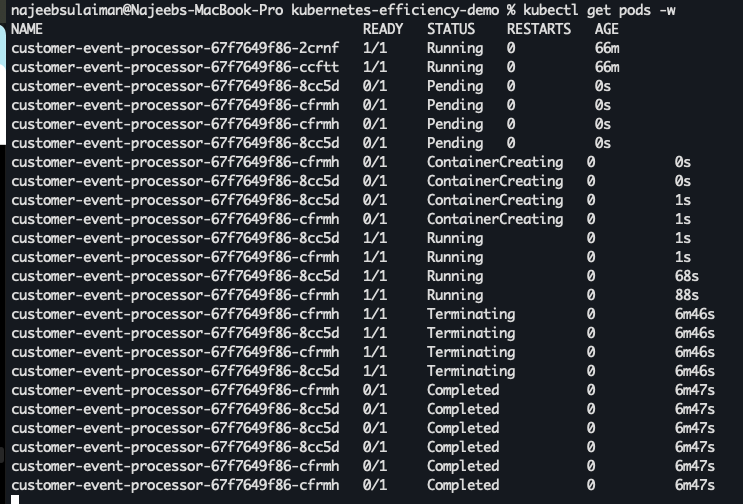 najeebsulaiman@Najeebs-MacBook-Pro kubernetes-efficiency-demo % kubectl get pods -w
NAME READY STATUS RESTARTS AGE
customer-event-processor-67f7649f86-2crnf 1/1 Running 0 66m
customer-event-processor-67f7649f86-ccftt 1/1 Running 0 66m
customer-event-processor-67f7649f86-8cc5d 0/1 Pending 0 0s
customer-event-processor-67f7649f86-cfrmh 0/1 Pending 0 0s
customer-event-processor-67f7649f86-cfrmh 0/1 Pending 0 0s
customer-event-processor-67f7649f86-8cc5d 0/1 Pending 0 0s
customer-event-processor-67f7649f86-cfrmh 0/1 ContainerCreating 0 0s
customer-event-processor-67f7649f86-8cc5d 0/1 ContainerCreating 0 0s
customer-event-processor-67f7649f86-8cc5d 0/1 ContainerCreating 0 1s
customer-event-processor-67f7649f86-cfrmh 0/1 ContainerCreating 0 1s
customer-event-processor-67f7649f86-8cc5d 1/1 Running 0 1s
customer-event-processor-67f7649f86-cfrmh 1/1 Running 0 1s
customer-event-processor-67f7649f86-8cc5d 1/1 Running 0 68s
customer-event-processor-67f7649f86-cfrmh 1/1 Running 0 88s
customer-event-processor-67f7649f86-cfrmh 1/1 Terminating 0 6m46s
customer-event-processor-67f7649f86-8cc5d 1/1 Terminating 0 6m46s
customer-event-processor-67f7649f86-cfrmh 1/1 Terminating 0 6m46s
customer-event-processor-67f7649f86-8cc5d 1/1 Terminating 0 6m46s
customer-event-processor-67f7649f86-cfrmh 0/1 Completed 0 6m47s
customer-event-processor-67f7649f86-8cc5d 0/1 Completed 0 6m47s
customer-event-processor-67f7649f86-8cc5d 0/1 Completed 0 6m47s
customer-event-processor-67f7649f86-8cc5d 0/1 Completed 0 6m47s
customer-event-processor-67f7649f86-cfrmh 0/1 Completed 0 6m47s
customer-event-processor-67f7649f86-cfrmh 0/1 Completed 0 6m47s